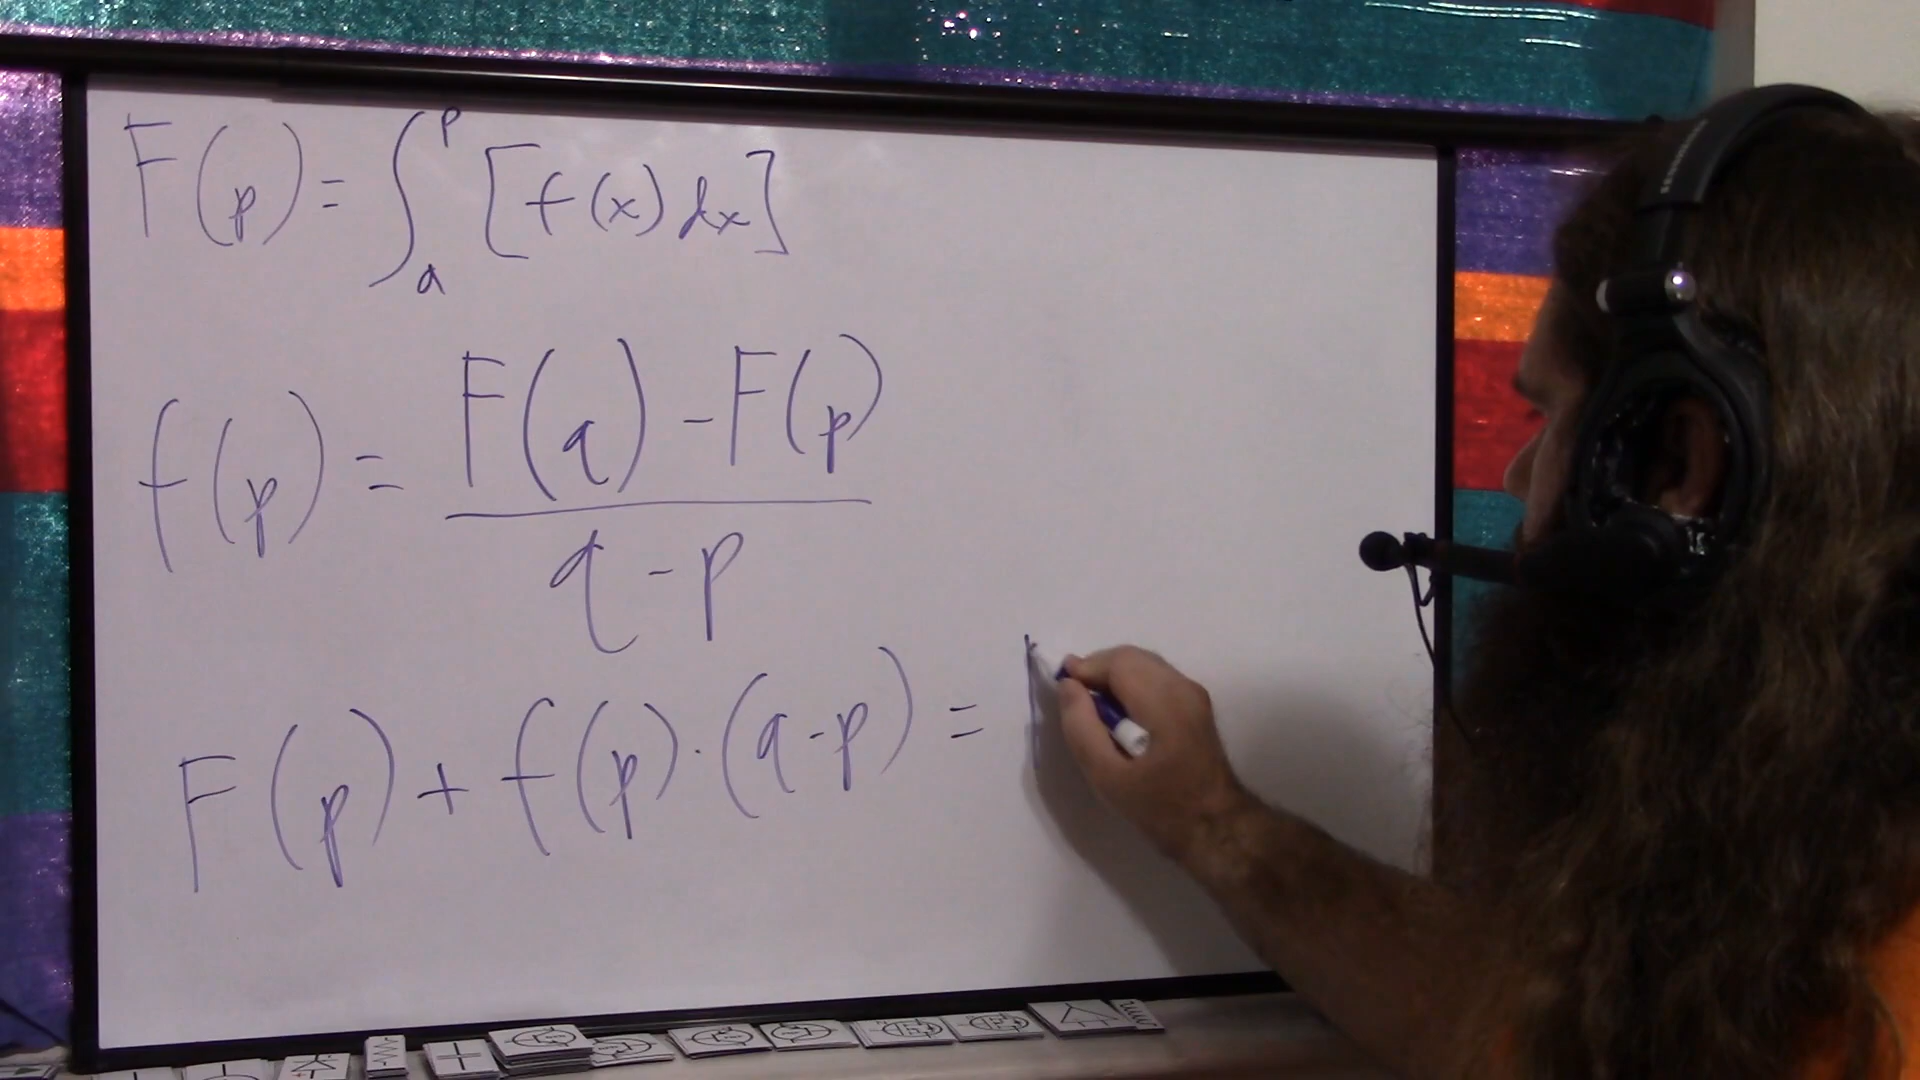 F(p) = ∫ₐᵖ [f(x) dx]
f(p) = (F(q) - F(p)) / (q - p)
F(p) + f(p) · (q - p) =